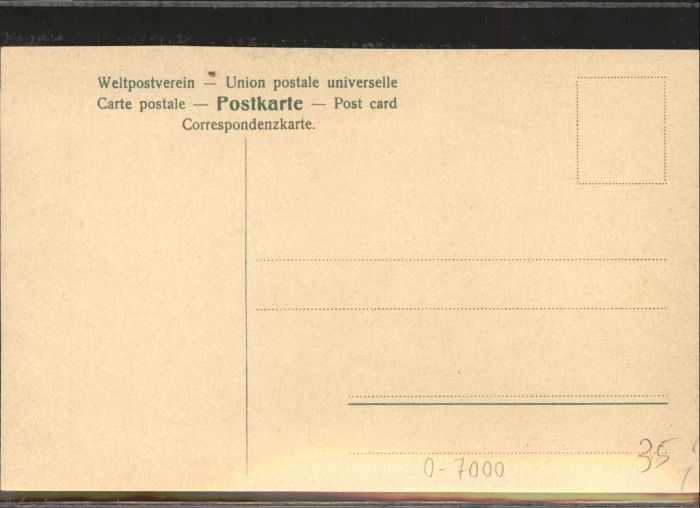 Weltpostverein — Union postale universelle
Carte postale — Postkarte — Post card
Correspondenzkarte.
0-7000
35